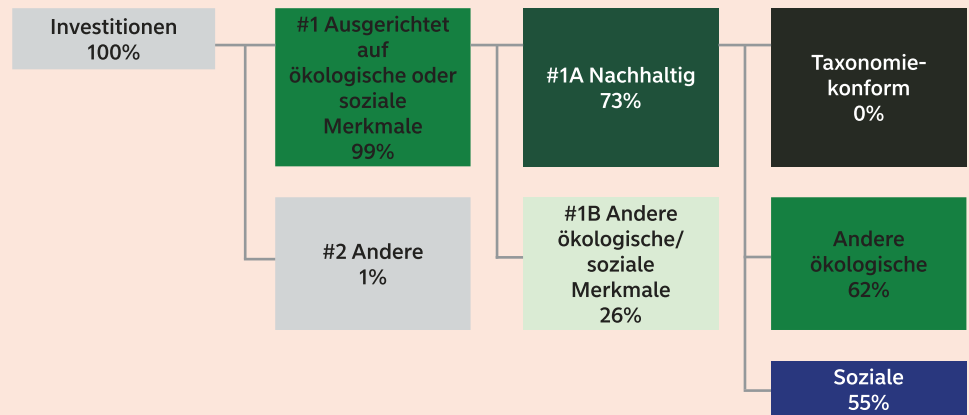 Investitionen
100%
#1 Ausgerichtet
auf
ökologische oder
soziale
Merkmale
99%
#1A Nachhaltig
73%
Taxonomie-
konform
0%
#2 Andere
1%
#1B Andere
ökologische/
soziale
Merkmale
26%
Andere
ökologische
62%
Soziale
55%